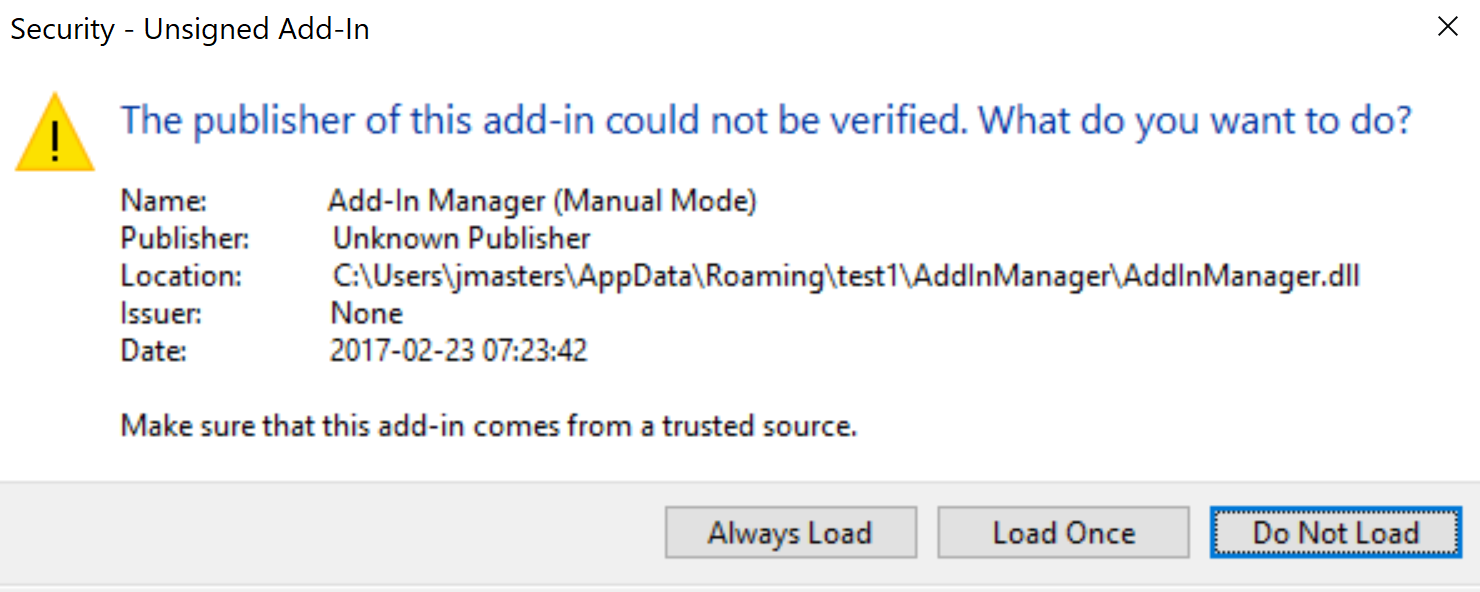 Security - Unsigned Add-In
The publisher of this add-in could not be verified. What do you want to do?
Name: Add-In Manager (Manual Mode)
Publisher: Unknown Publisher
Location: C:\Users\jmasters\AppData\Roaming\test1\AddInManager\AddInManager.dll
Issuer: None
Date: 2017-02-23 07:23:42
Make sure that this add-in comes from a trusted source.
Always Load Load Once Do Not Load